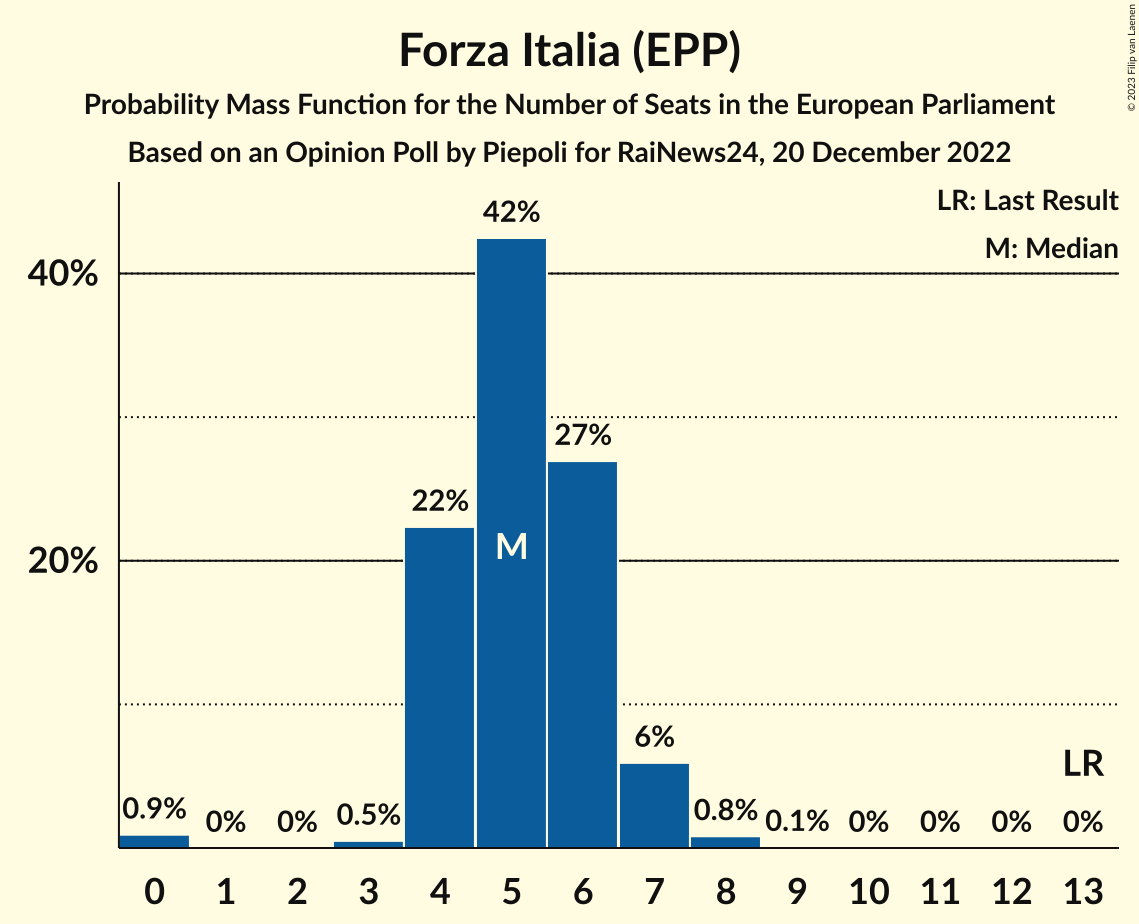 Forza Italia (EPP)
Probability Mass Function for the Number of Seats in the European Parliament
Based on an Opinion Poll by Piepoli for RaiNews24, 20 December 2022
© 2023 Filip van Laenen
LR: Last Result
M: Median
40%
20%
0.9%
0%
0%
0.5%
22%
42%
M
27%
6%
0.8%
0.1%
0%
0%
0%
0%
LR
0 1 2 3 4 5 6 7 8 9 10 11 12 13